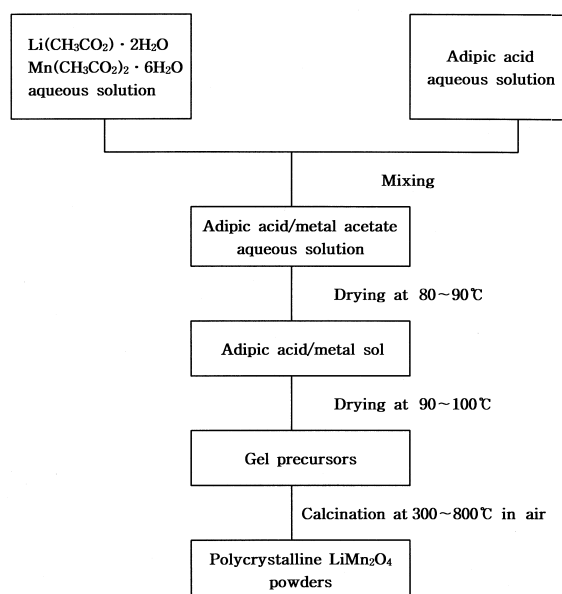 Li(CH₃CO₂) · 2H₂O
Mn(CH₃CO₂)₂ · 6H₂O
aqueous solution
Adipic acid
aqueous solution
Mixing
Adipic acid/metal acetate
aqueous solution
Drying at 80~90℃
Adipic acid/metal sol
Drying at 90~100℃
Gel precursors
Calcination at 300~800℃ in air
Polycrystalline LiMn₂O₄
powders